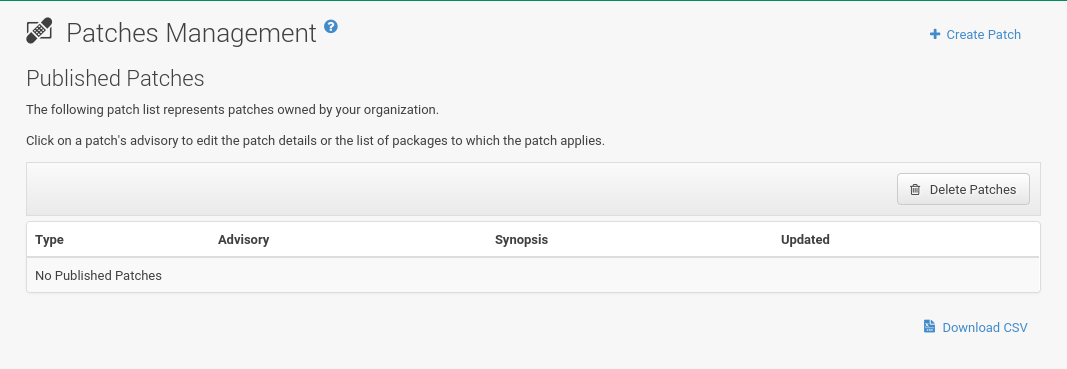 Patches Management ?
Create Patch
Published Patches
The following patch list represents patches owned by your organization.
Click on a patch's advisory to edit the patch details or the list of packages to which the patch applies.
Delete Patches
Type Advisory Synopsis Updated
No Published Patches
Download CSV